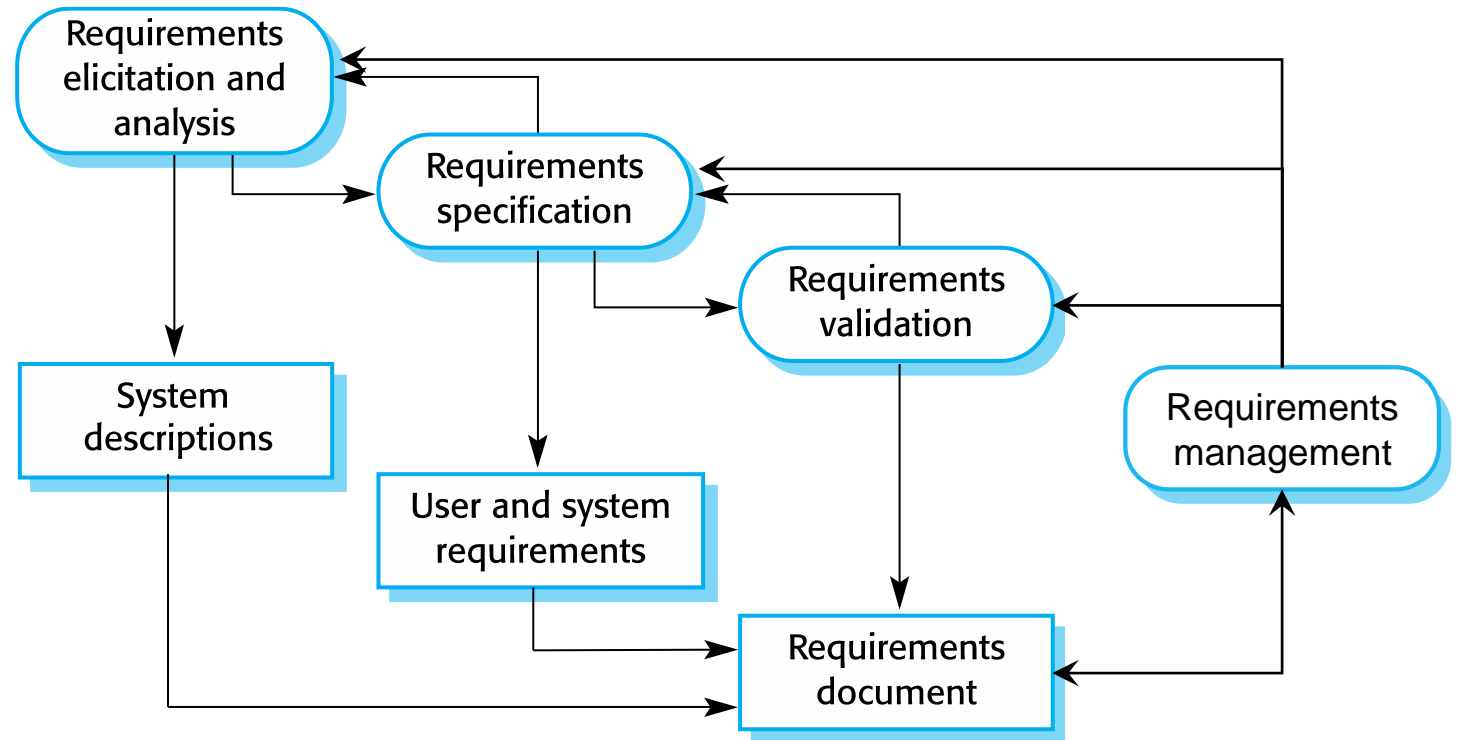 Requirements
elicitation and
analysis
Requirements
specification
Requirements
validation
System
descriptions
Requirements
management
User and system
requirements
Requirements
document